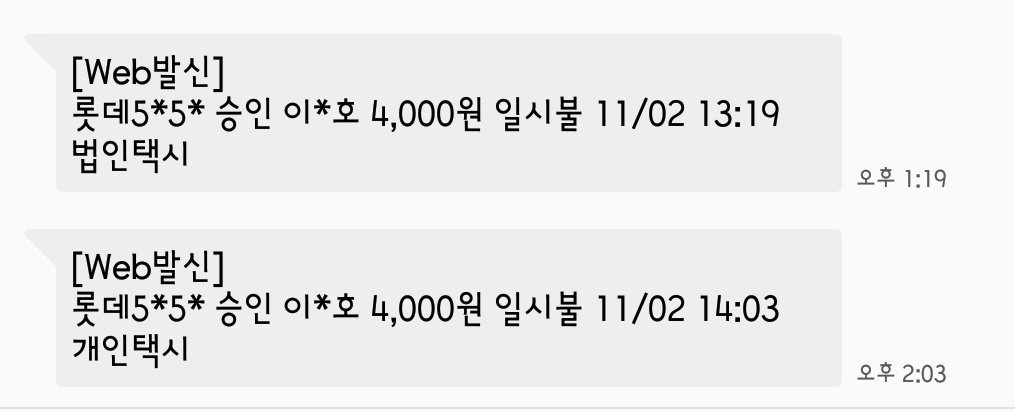 [Web발신]
롯데5*5* 승인 이*호 4,000원 일시불 11/02 13:19
법인택시
오후 1:19
[Web발신]
롯데5*5* 승인 이*호 4,000원 일시불 11/02 14:03
개인택시
오후 2:03